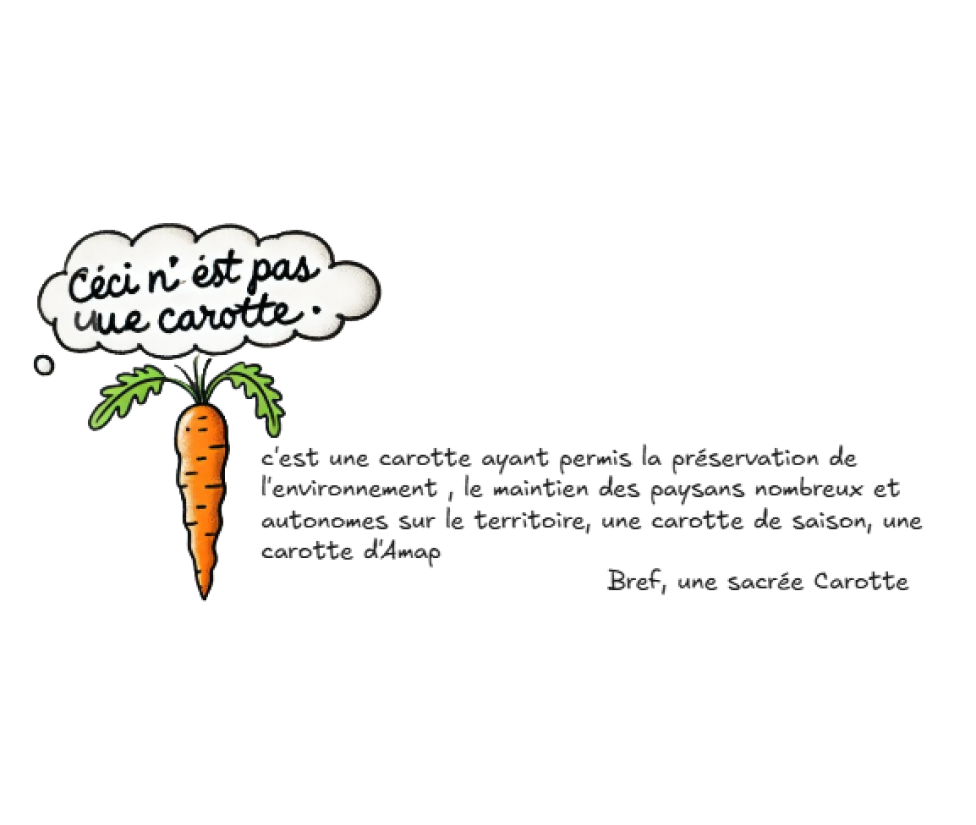 Céci n' ést pas
uue carotte .
c'est une carotte ayant permis la préservation de
l'environnement , le maintien des paysans nombreux et
autonomes sur le territoire, une carotte de saison, une
carotte d'Amap
Bref, une sacrée Carotte